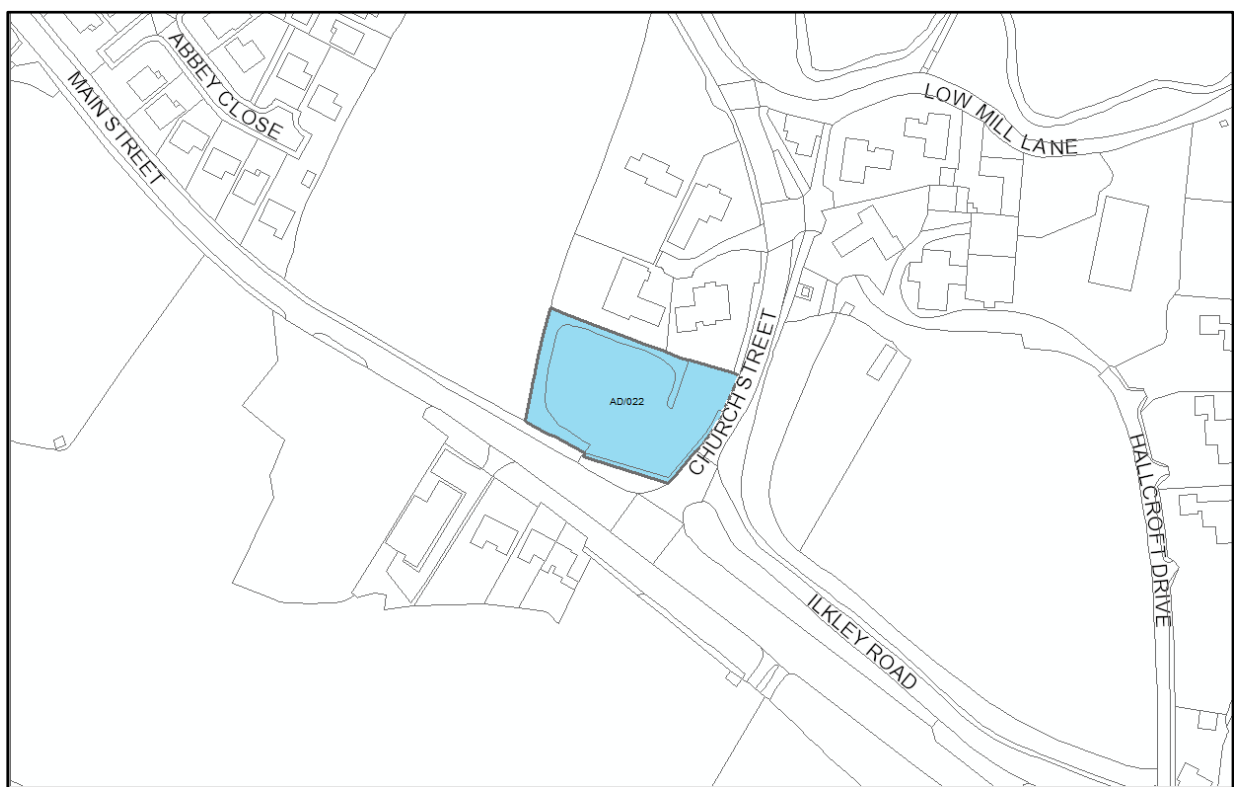 ABBEY CLOSE
MAIN STREET
LOW MILL LANE
AD/022
CHURCH STREET
HALLCROFT DRIVE
ILKLEY ROAD